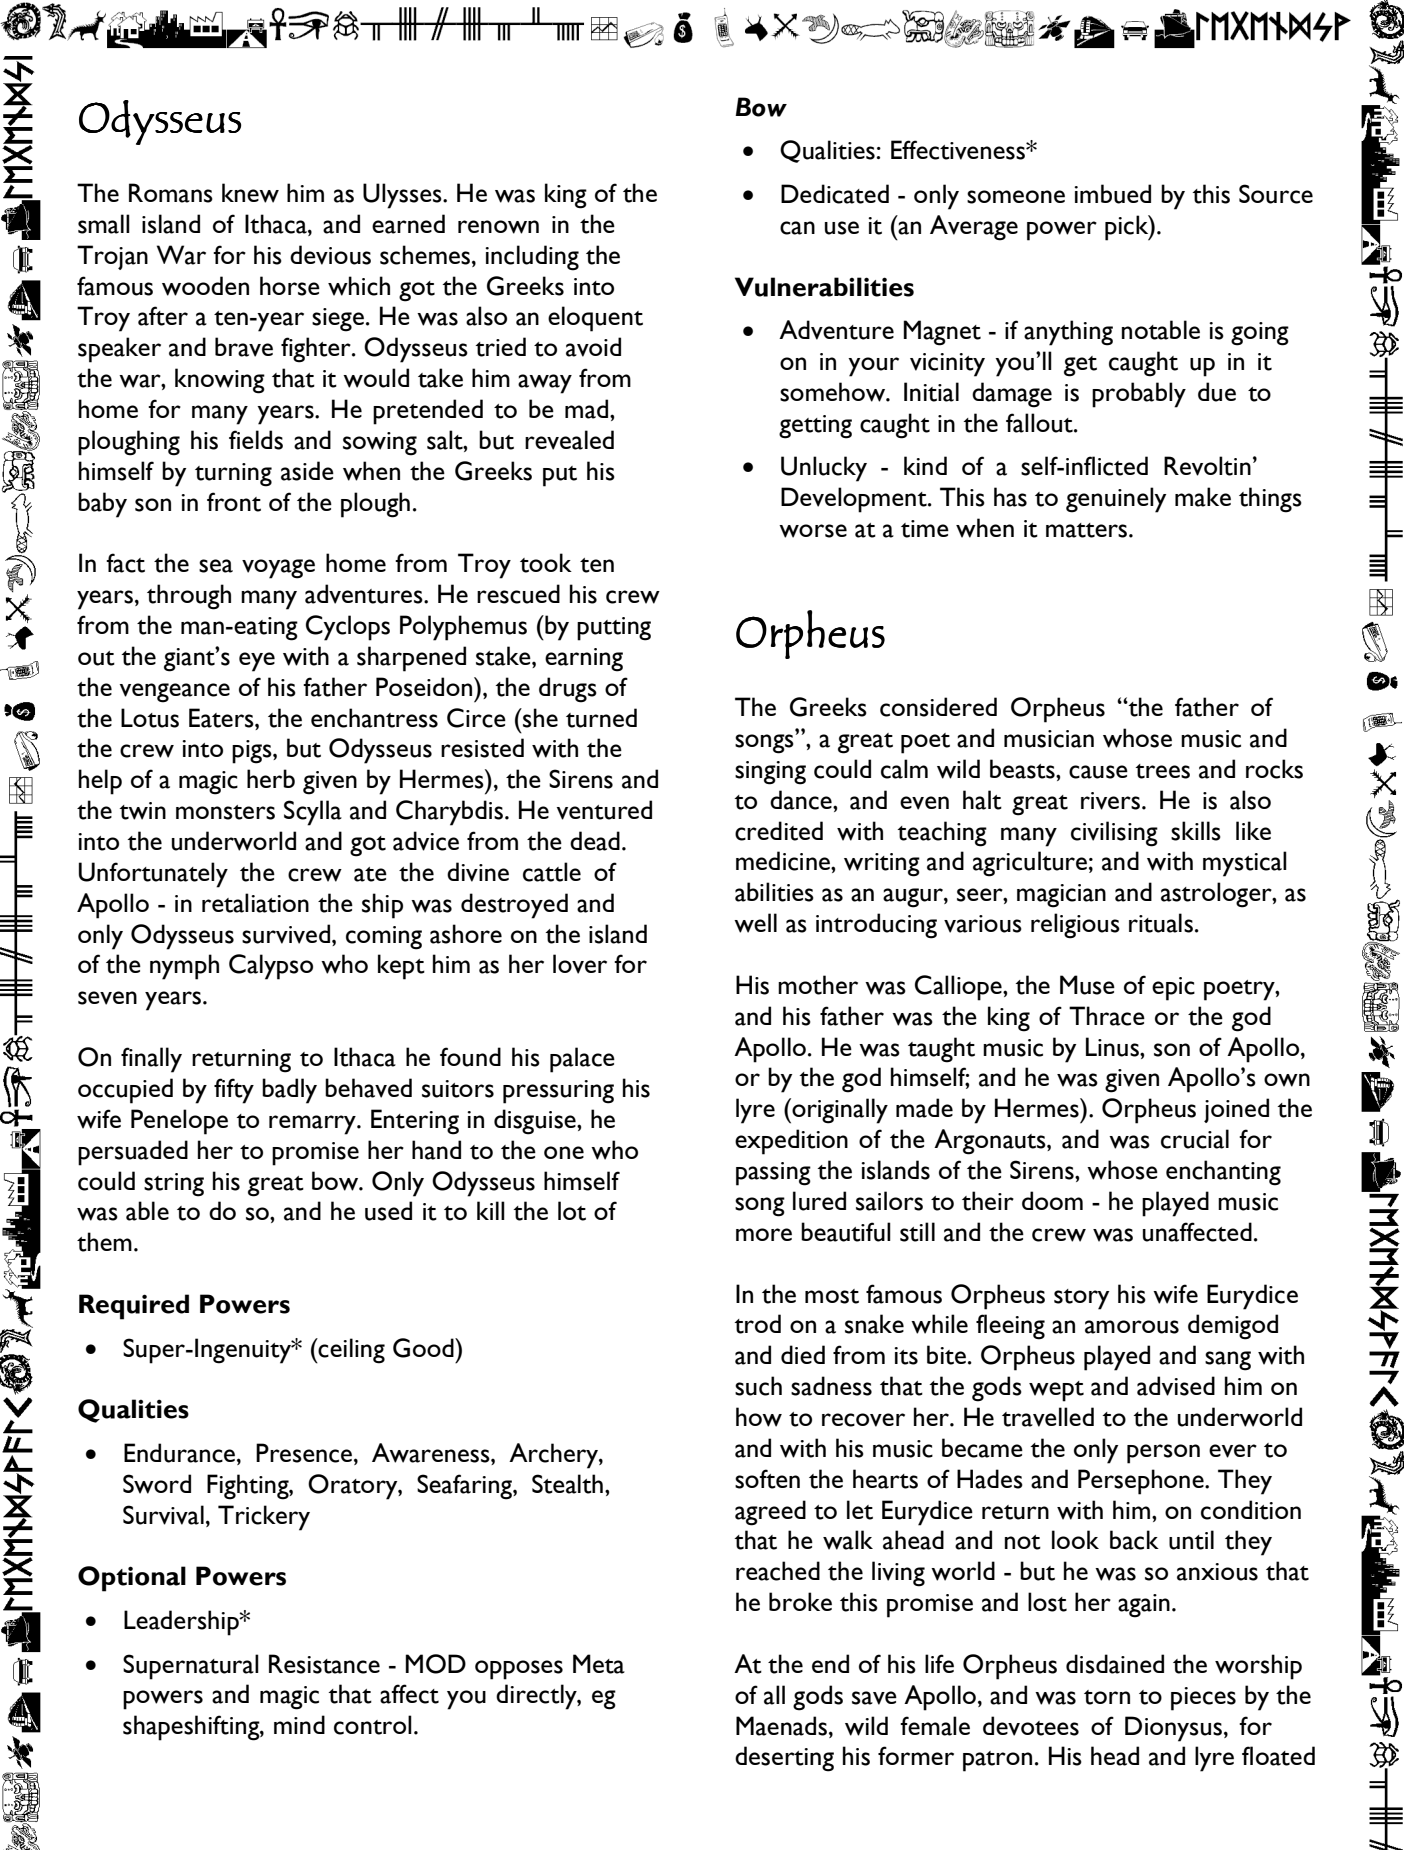 Odysseus
The Romans knew him as Ulysses. He was king of the
small island of Ithaca, and earned renown in the
Trojan War for his devious schemes, including the
famous wooden horse which got the Greeks into
Troy after a ten-year siege. He was also an eloquent
speaker and brave fighter. Odysseus tried to avoid
the war, knowing that it would take him away from
home for many years. He pretended to be mad,
ploughing his fields and sowing salt, but revealed
himself by turning aside when the Greeks put his
baby son in front of the plough.
In fact the sea voyage home from Troy took ten
years, through many adventures. He rescued his crew
from the man-eating Cyclops Polyphemus (by putting
out the giant's eye with a sharpened stake, earning
the vengeance of his father Poseidon), the drugs of
the Lotus Eaters, the enchantress Circe (she turned
the crew into pigs, but Odysseus resisted with the
help of a magic herb given by Hermes), the Sirens and
the twin monsters Scylla and Charybdis. He ventured
into the underworld and got advice from the dead.
Unfortunately the crew ate the divine cattle of
Apollo - in retaliation the ship was destroyed and
only Odysseus survived, coming ashore on the island
of the nymph Calypso who kept him as her lover for
seven years.
On finally returning to Ithaca he found his palace
occupied by fifty badly behaved suitors pressuring his
wife Penelope to remarry. Entering in disguise, he
persuaded her to promise her hand to the one who
could string his great bow. Only Odysseus himself
was able to do so, and he used it to kill the lot of
them.
Required Powers
• Super-Ingenuity* (ceiling Good)
Qualities
• Endurance, Presence, Awareness, Archery,
Sword Fighting, Oratory, Seafaring, Stealth,
Survival, Trickery
Optional Powers
• Leadership*
• Supernatural Resistance - MOD opposes Meta
powers and magic that affect you directly, eg
shapeshifting, mind control.
Bow
• Qualities: Effectiveness*
• Dedicated - only someone imbued by this Source
can use it (an Average power pick).
Vulnerabilities
• Adventure Magnet - if anything notable is going
on in your vicinity you'll get caught up in it
somehow. Initial damage is probably due to
getting caught in the fallout.
• Unlucky - kind of a self-inflicted Revoltin'
Development. This has to genuinely make things
worse at a time when it matters.
Orpheus
The Greeks considered Orpheus “the father of
songs”, a great poet and musician whose music and
singing could calm wild beasts, cause trees and rocks
to dance, and even halt great rivers. He is also
credited with teaching many civilising skills like
medicine, writing and agriculture; and with mystical
abilities as an augur, seer, magician and astrologer, as
well as introducing various religious rituals.
His mother was Calliope, the Muse of epic poetry,
and his father was the king of Thrace or the god
Apollo. He was taught music by Linus, son of Apollo,
or by the god himself; and he was given Apollo's own
lyre (originally made by Hermes). Orpheus joined the
expedition of the Argonauts, and was crucial for
passing the islands of the Sirens, whose enchanting
song lured sailors to their doom - he played music
more beautiful still and the crew was unaffected.
In the most famous Orpheus story his wife Eurydice
trod on a snake while fleeing an amorous demigod
and died from its bite. Orpheus played and sang with
such sadness that the gods wept and advised him on
how to recover her. He travelled to the underworld
and with his music became the only person ever to
soften the hearts of Hades and Persephone. They
agreed to let Eurydice return with him, on condition
that he walk ahead and not look back until they
reached the living world - but he was so anxious that
he broke this promise and lost her again.
At the end of his life Orpheus disdained the worship
of all gods save Apollo, and was torn to pieces by the
Maenads, wild female devotees of Dionysus, for
deserting his former patron. His head and lyre floated